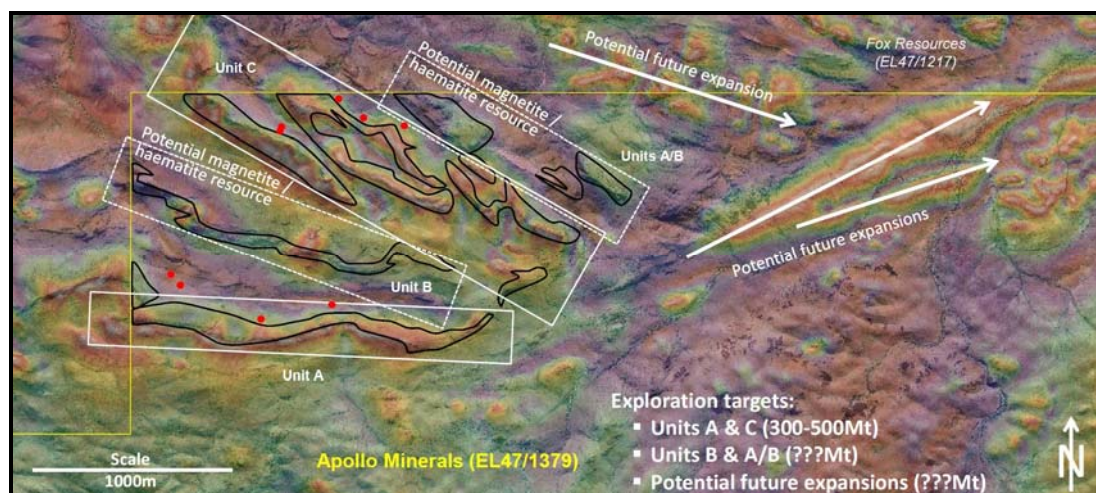 Unit C
Potential magnetite /
haematite resource
Potential future expansion
Fox Resources
(EL47/1217)
Units A/B
Potential magnetite /
haematite resource
Potential future expansions
Unit B
Unit A
Exploration targets:
▪ Units A & C (300-500Mt)
▪ Units B & A/B (???Mt)
▪ Potential future expansions (???Mt)
Apollo Minerals (EL47/1379)
Scale
1000m
N